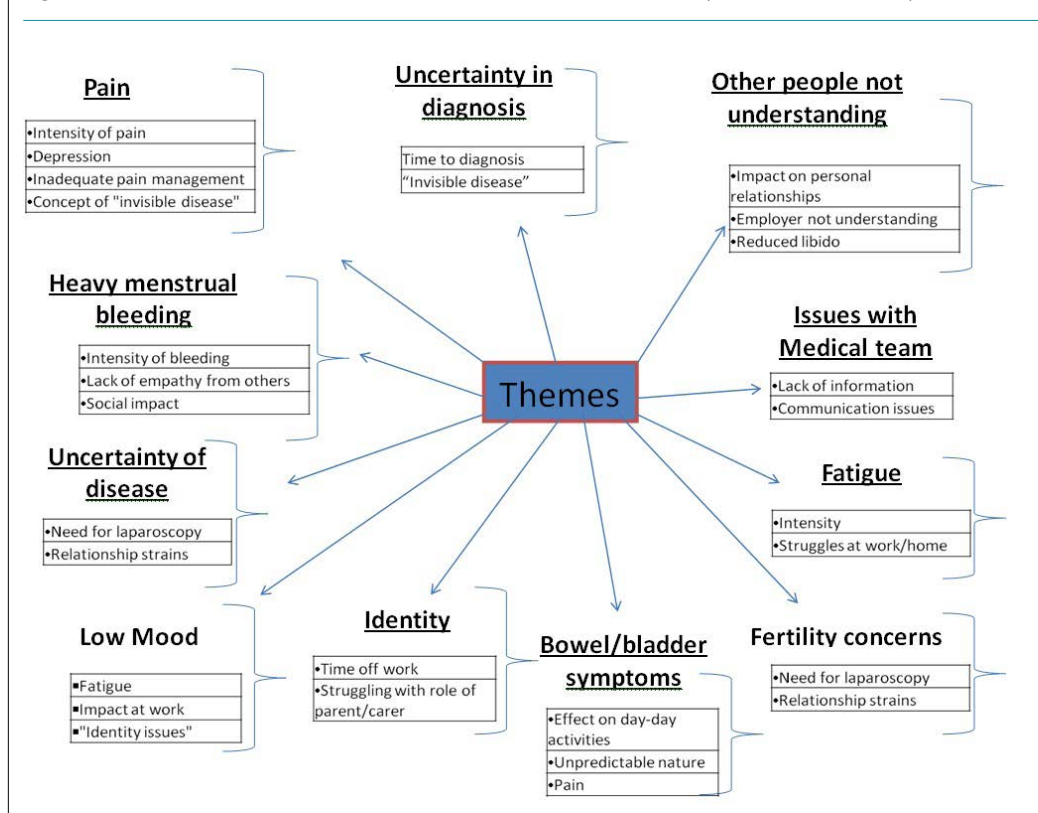 Pain
•Intensity of pain
•Depression
•Inadequate pain management
•Concept of "invisible disease"
Uncertainty in
diagnosis
Time to diagnosis
“Invisible disease”
Other people not
understanding
•Impact on personal
relationships
•Employer not understanding
•Reduced libido
Heavy menstrual
bleeding
•Intensity of bleeding
•Lack of empathy from others
•Social impact
Themes
Issues with
Medical team
•Lack of information
•Communication issues
Uncertainty of
disease
•Need for laparoscopy
•Relationship strains
Fatigue
•Intensity
•Struggles at work/home
Low Mood
▪Fatigue
▪Impact at work
▪"Identity issues"
Identity
•Time off work
•Struggling with role of
parent/carer
Bowel/bladder
symptoms
•Effect on day-day
activities
•Unpredictable nature
•Pain
Fertility concerns
•Need for laparoscopy
•Relationship strains